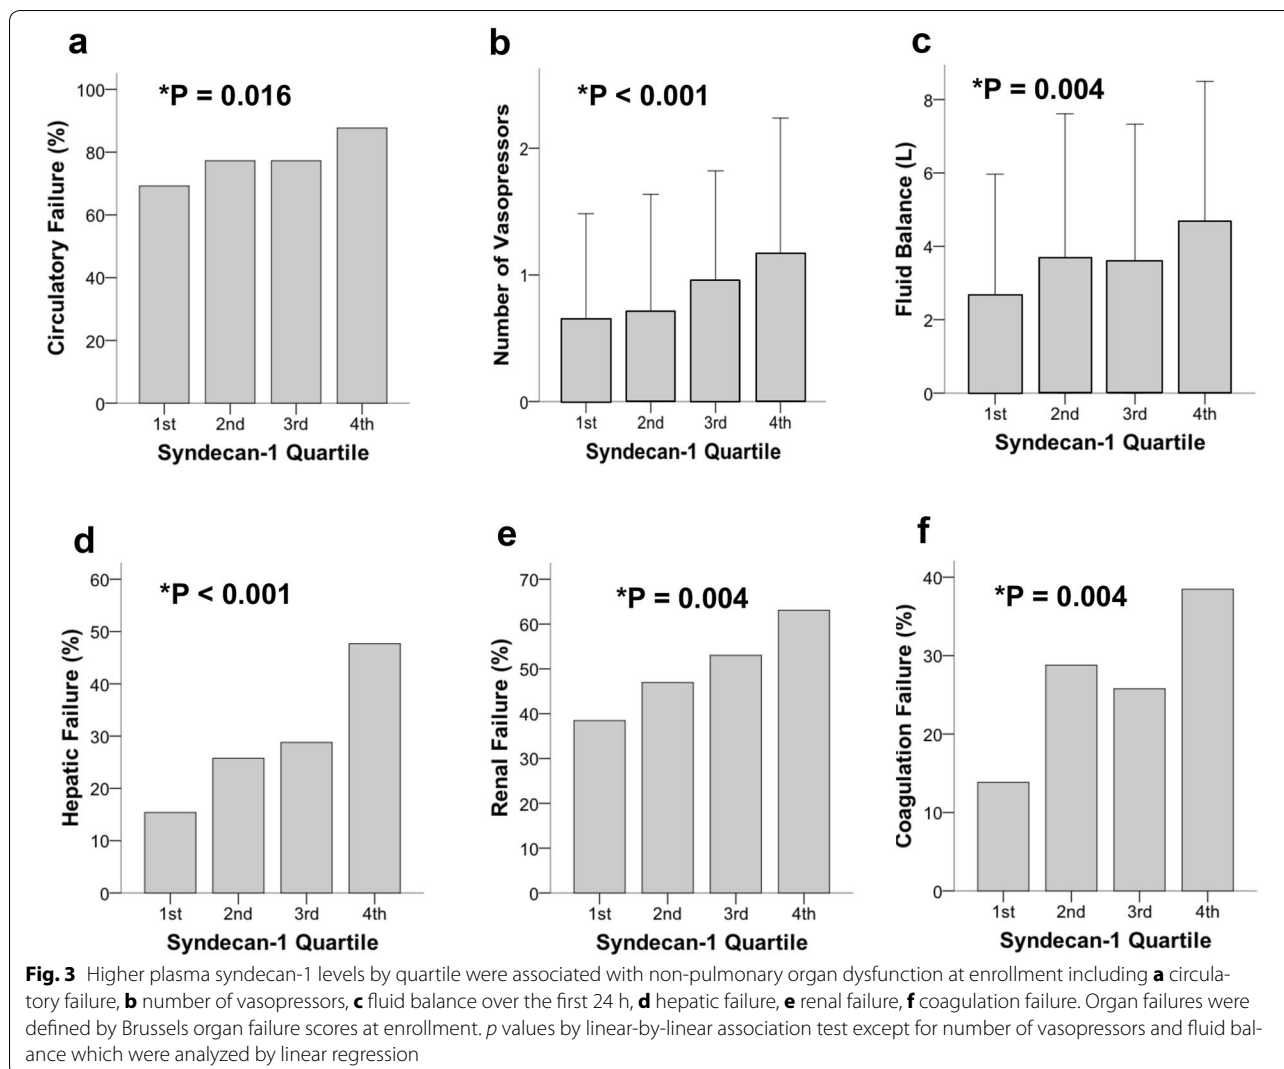 a
*P = 0.016
Circulatory Failure (%)
100
80
60
40
20
0
1st 2nd 3rd 4th
Syndecan-1 Quartile
b
*P < 0.001
Number of Vasopressors
2
1
0
1st 2nd 3rd 4th
Syndecan-1 Quartile
c
*P = 0.004
Fluid Balance (L)
8
6
4
2
0
1st 2nd 3rd 4th
Syndecan-1 Quartile
d
*P < 0.001
Hepatic Failure (%)
60
50
40
30
20
10
0
1st 2nd 3rd 4th
Syndecan-1 Quartile
e
*P = 0.004
Renal Failure (%)
70
60
50
40
30
20
10
0
1st 2nd 3rd 4th
Syndecan-1 Quartile
f
*P = 0.004
Coagulation Failure (%)
40
30
20
10
0
1st 2nd 3rd 4th
Syndecan-1 Quartile
Fig. 3 Higher plasma syndecan-1 levels by quartile were associated with non-pulmonary organ dysfunction at enrollment including a circula-
tory failure, b number of vasopressors, c fluid balance over the first 24 h, d hepatic failure, e renal failure, f coagulation failure. Organ failures were
defined by Brussels organ failure scores at enrollment. p values by linear-by-linear association test except for number of vasopressors and fluid bal-
ance which were analyzed by linear regression